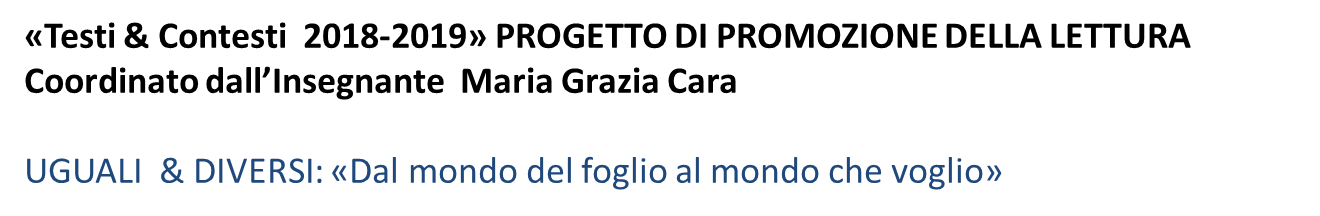 «Testi & Contesti  2018-2019» PROGETTO DI PROMOZIONE DELLA LETTURA
Coordinato dall’Insegnante  Maria Grazia Cara
UGUALI  & DIVERSI: «Dal mondo del foglio al mondo che voglio»